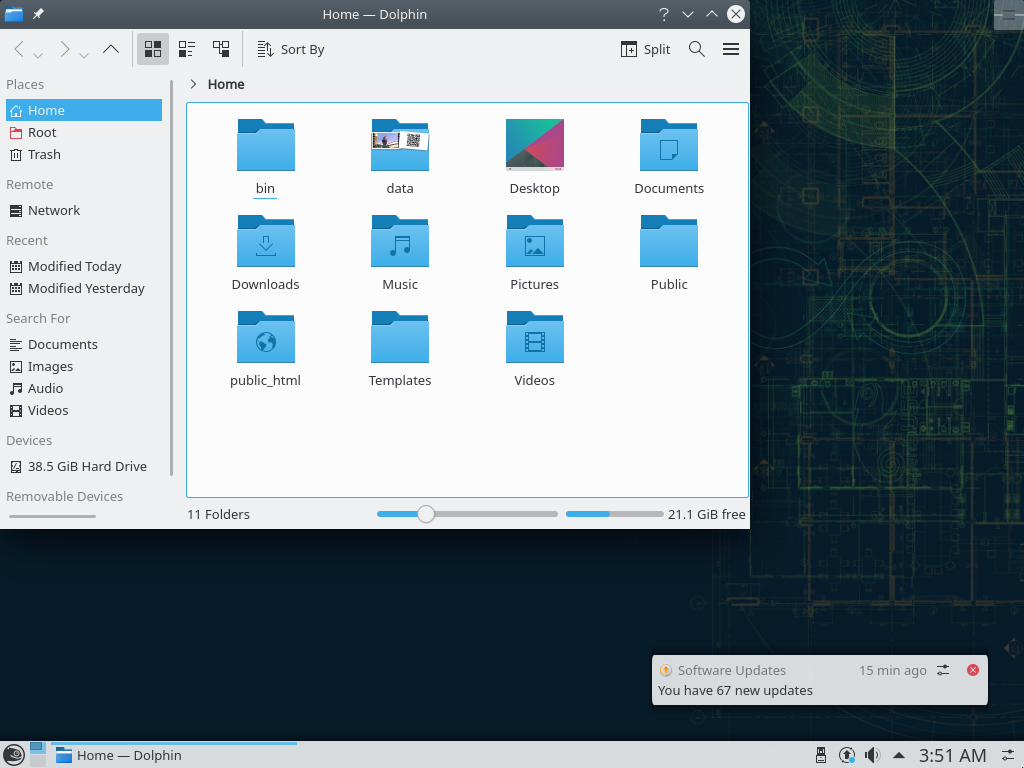 Home — Dolphin
Sort By
Split
Places
Home
Root
Trash
Remote
Network
Recent
Modified Today
Modified Yesterday
Search For
Documents
Images
Audio
Videos
Devices
38.5 GiB Hard Drive
Removable Devices
Home
bin data Desktop Documents
Downloads Music Pictures Public
public_html Templates Videos
11 Folders 21.1 GiB free
Software Updates 15 min ago
You have 67 new updates
Home — Dolphin 3:51 AM